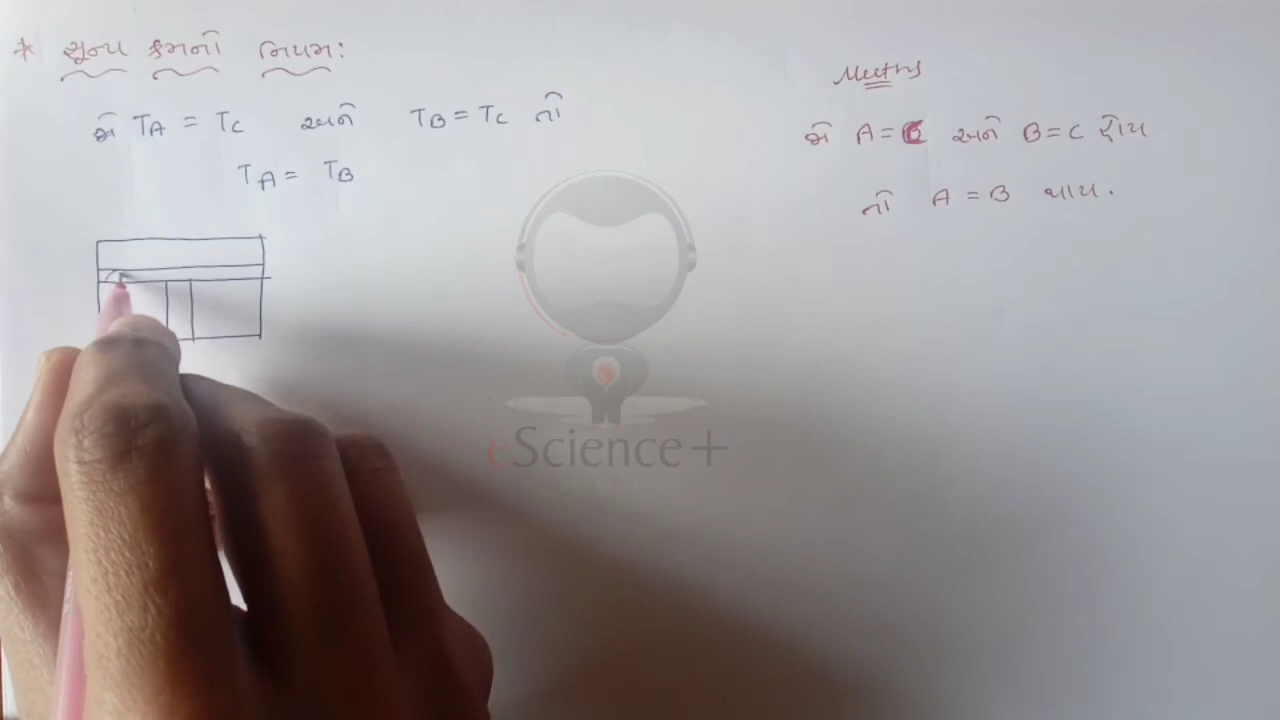 * શુન્ય ક્રમનો નિયમ:
જો TA = TC અને TB = TC તો
TA = TB
Maths
જો A = C અને B = C હોય
તો A = B થાય.
eScience+